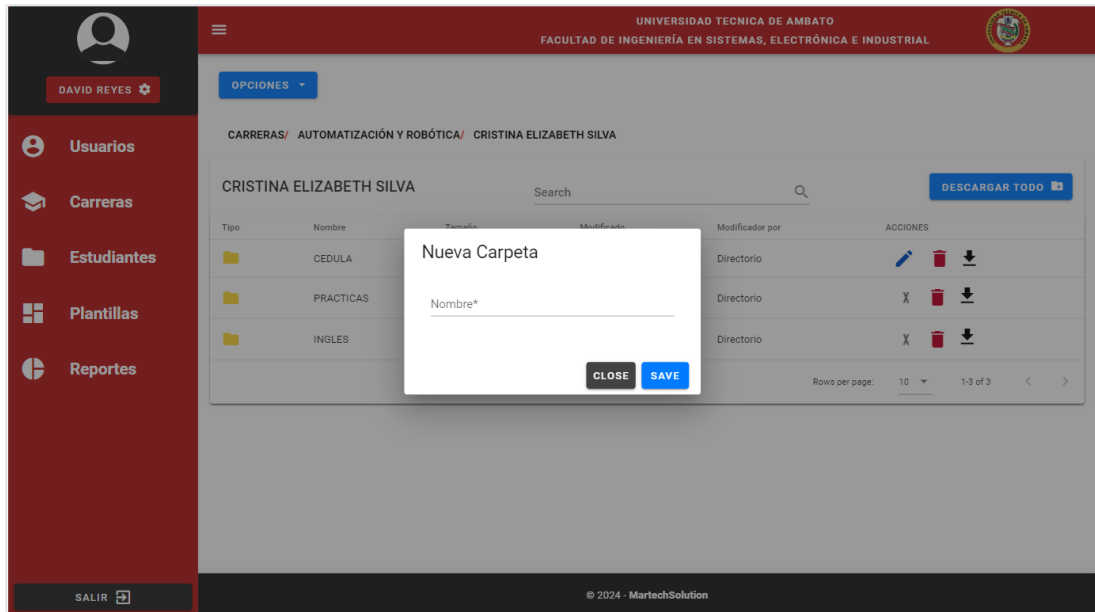 UNIVERSIDAD TECNICA DE AMBATO
FACULTAD DE INGENIERÍA EN SISTEMAS, ELECTRÓNICA E INDUSTRIAL
DAVID REYES
Usuarios
Carreras
Estudiantes
Plantillas
Reportes
SALIR
OPCIONES
CARRERAS/ AUTOMATIZACIÓN Y ROBÓTICA/ CRISTINA ELIZABETH SILVA
CRISTINA ELIZABETH SILVA
Search
DESCARGAR TODO
Tipo Nombre Tamaño Modificado Modificador por ACCIONES
CEDULA Directorio
PRACTICAS Directorio
INGLES Directorio
Rows per page: 10 1-3 of 3
Nueva Carpeta
Nombre*
CLOSE SAVE
© 2024 - MartechSolution